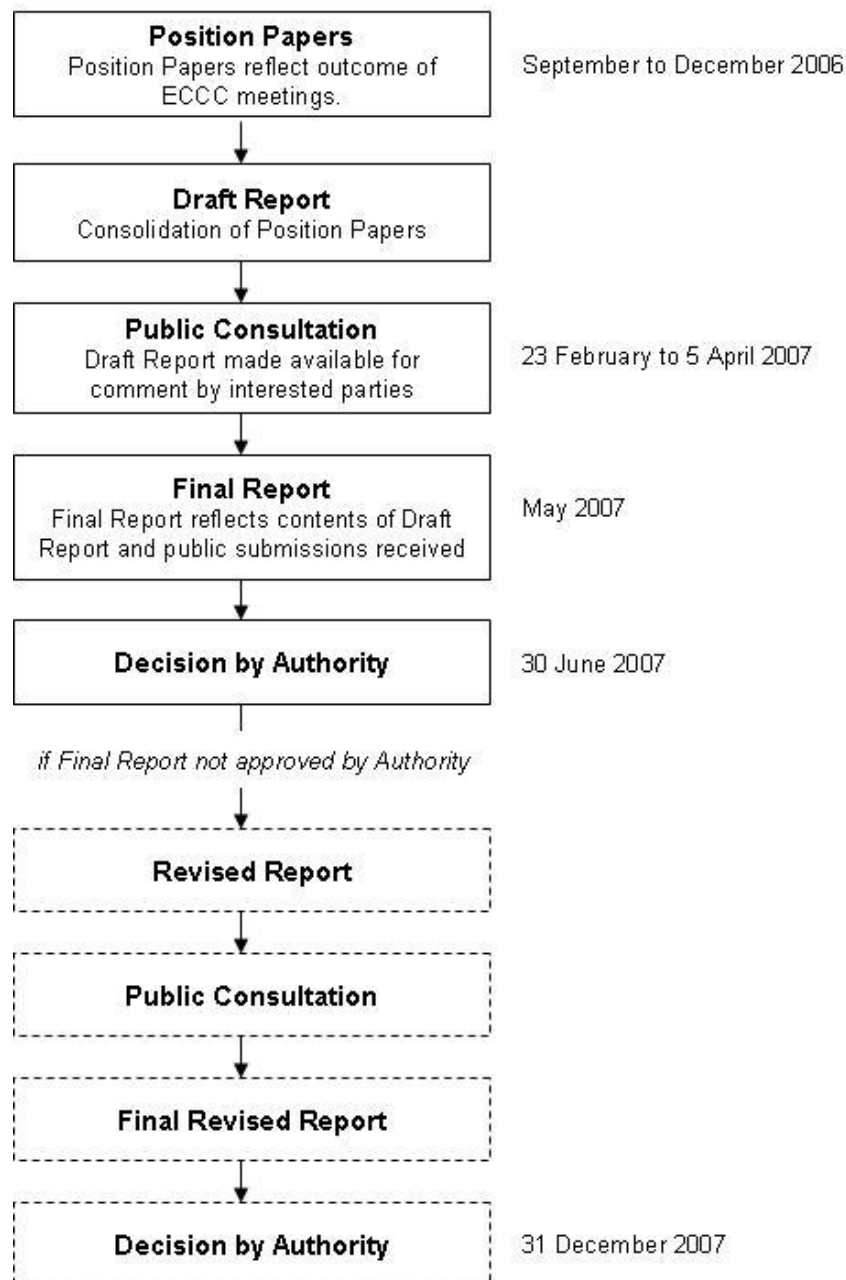 Position Papers
Position Papers reflect outcome of
ECCC meetings.
September to December 2006
Draft Report
Consolidation of Position Papers
Public Consultation
Draft Report made available for
comment by interested parties
23 February to 5 April 2007
Final Report
Final Report reflects contents of Draft
Report and public submissions received
May 2007
Decision by Authority
30 June 2007
if Final Report not approved by Authority
Revised Report
Public Consultation
Final Revised Report
Decision by Authority
31 December 2007